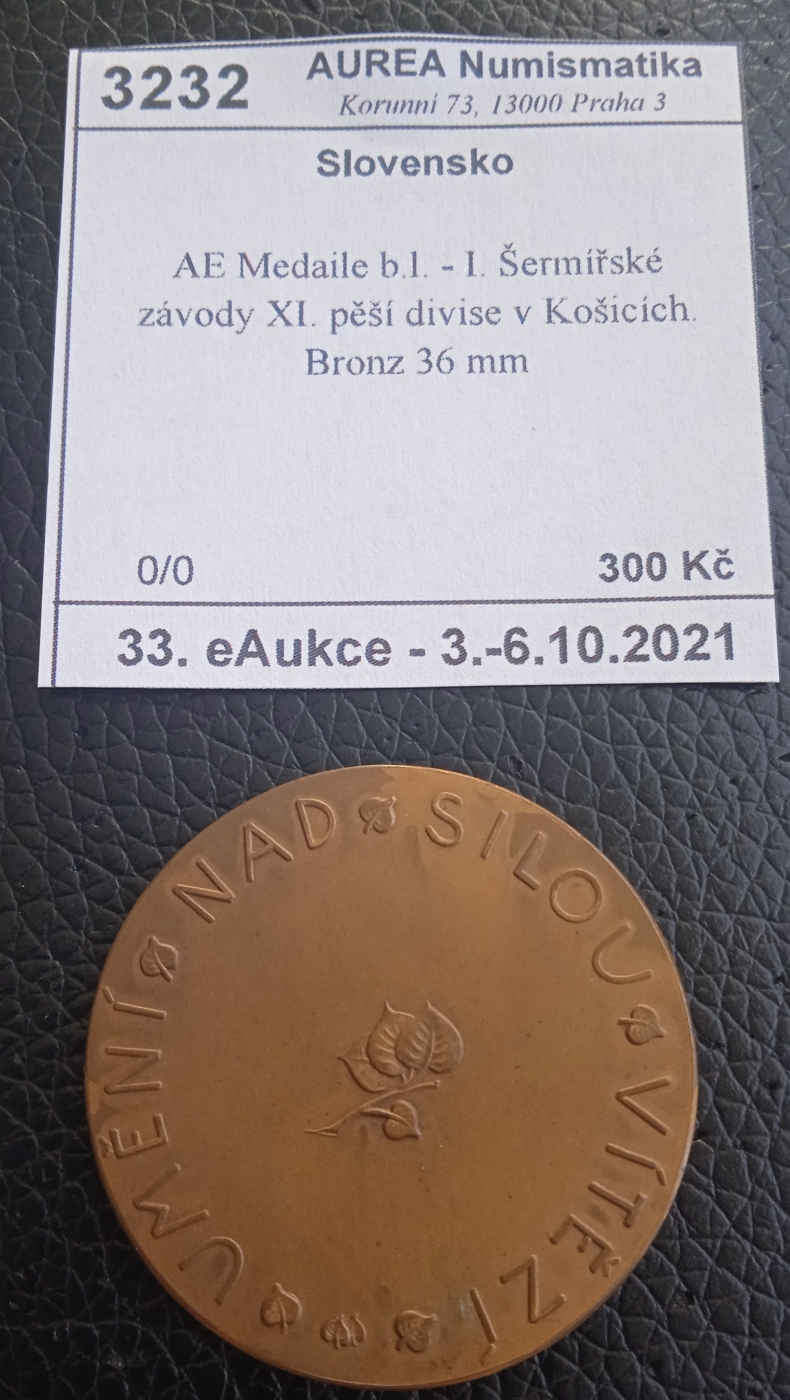 3232
AUREA Numismatika
Korunní 73, 13000 Praha 3
Slovensko
AE Medaile b.l. - I. Šermířské
závody XI. pěší divise v Košicích.
Bronz 36 mm
0/0
300 Kč
33. eAukce - 3.-6.10.2021
UMĚNÍ NAD SILOU VÍTĚZÍ